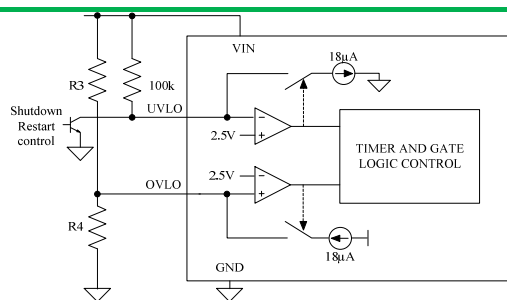 VIN
18µA
R3
100k
Shutdown
Restart
control
UVLO
2.5V
TIMER AND GATE
LOGIC CONTROL
2.5V
OVLO
R4
18µA
GND